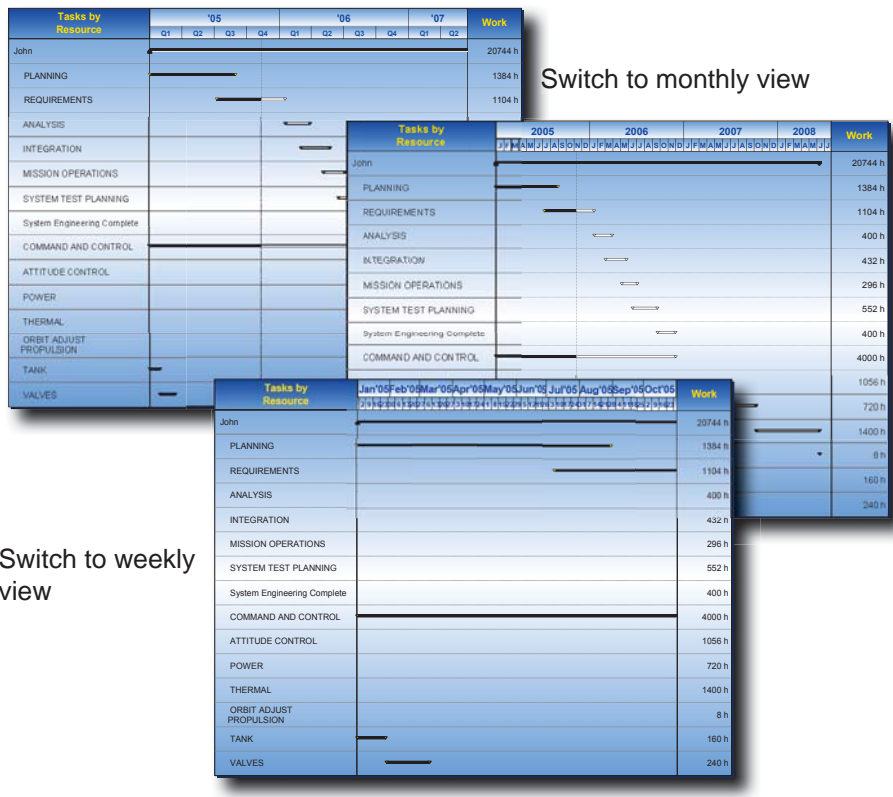 Tasks by
Resource
'05 '06 '07
Work
Q1 Q2 Q3 Q4 Q1 Q2 Q3 Q4 Q1 Q2
John 20744 h
PLANNING 1384 h
REQUIREMENTS 1104 h
ANALYSIS
INTEGRATION
MISSION OPERATIONS
SYSTEM TEST PLANNING
System Engineering Complete
COMMAND AND CONTROL
ATTITUDE CONTROL
POWER
THERMAL
ORBIT ADJUST
PROPULSION
TANK
VALVES
Switch to monthly view
Tasks by
Resource
2005 2006 2007 2008
Work
J F M A M J J A S O N D J F M A M J J A S O N D J F M A M J J A S O N D J F M A M J J
John 20744 h
PLANNING 1384 h
REQUIREMENTS 1104 h
ANALYSIS 400 h
INTEGRATION 432 h
MISSION OPERATIONS 296 h
SYSTEM TEST PLANNING 552 h
System Engineering Complete 400 h
COMMAND AND CONTROL 4000 h
1056 h
720 h
1400 h
8 h
160 h
240 h
Switch to weekly
view
Tasks by
Resource
Jan'05 Feb'05 Mar'05 Apr'05 May'05 Jun'05 Jul'05 Aug'05 Sep'05 Oct'05
Work
John 20744 h
PLANNING 1384 h
REQUIREMENTS 1104 h
ANALYSIS 400 h
INTEGRATION 432 h
MISSION OPERATIONS 296 h
SYSTEM TEST PLANNING 552 h
System Engineering Complete 400 h
COMMAND AND CONTROL 4000 h
ATTITUDE CONTROL 1056 h
POWER 720 h
THERMAL 1400 h
ORBIT ADJUST
PROPULSION 8 h
TANK 160 h
VALVES 240 h